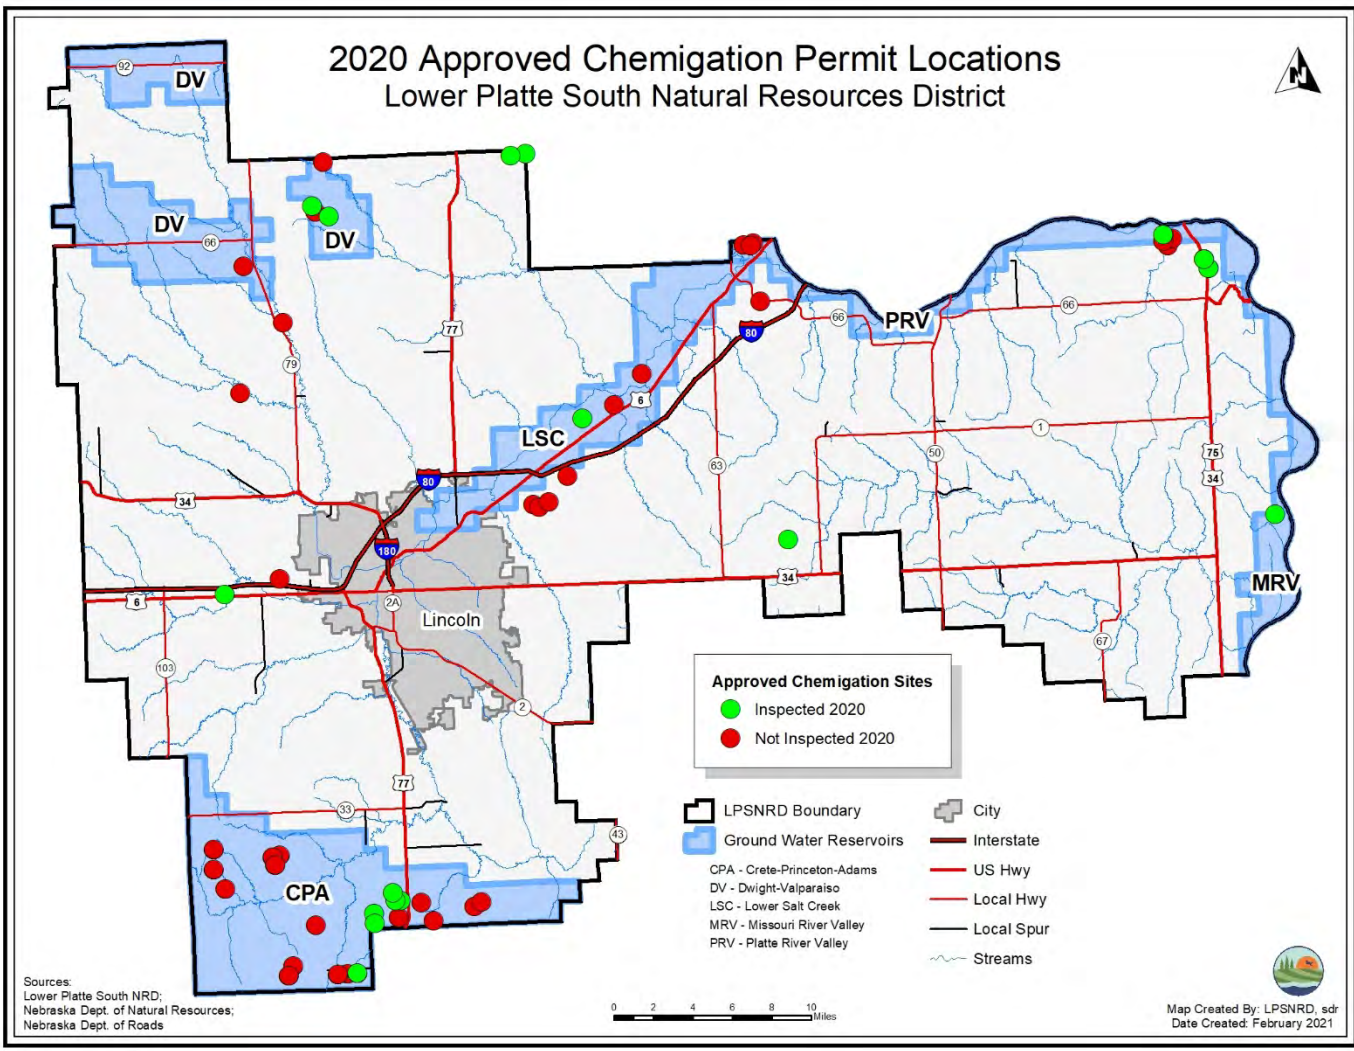 2020 Approved Chemigation Permit Locations
Lower Platte South Natural Resources District
N
92
DV
DV
66
DV
77
79
66
PRV
66
80
6
LSC
63
50
1
75
34
34
80
180
6
2A
Lincoln
34
MRV
67
103
2
77
33
43
CPA
Approved Chemigation Sites
Inspected 2020
Not Inspected 2020
LPSNRD Boundary
Ground Water Reservoirs
CPA - Crete-Princeton-Adams
DV - Dwight-Valparaiso
LSC - Lower Salt Creek
MRV - Missouri River Valley
PRV - Platte River Valley
City
Interstate
US Hwy
Local Hwy
Local Spur
Streams
Sources:
Lower Platte South NRD;
Nebraska Dept. of Natural Resources;
Nebraska Dept. of Roads
0 2 4 6 8 10
Miles
Map Created By: LPSNRD, sdr
Date Created: February 2021